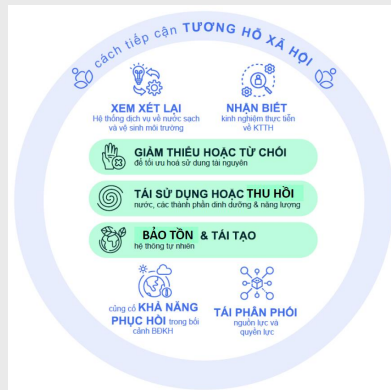 cách tiếp cận TƯƠNG HỖ XÃ HỘI
XEM XÉT LẠI
Hệ thống dịch vụ về nước sạch
và vệ sinh môi trường
NHẬN BIẾT
kinh nghiệm thực tiễn
về KTTH
GIẢM THIỂU HOẶC TỪ CHỐI
để tối ưu hoá sử dụng tài nguyên
TÁI SỬ DỤNG HOẶC THU HỒI
nước, các thành phần dinh dưỡng & năng lượng
BẢO TỒN & TÁI TẠO
hệ thống tự nhiên
củng cố KHẢ NĂNG
PHỤC HỒI trong bối
cảnh BĐKH
TÁI PHÂN PHỐI
nguồn lực và
quyền lực